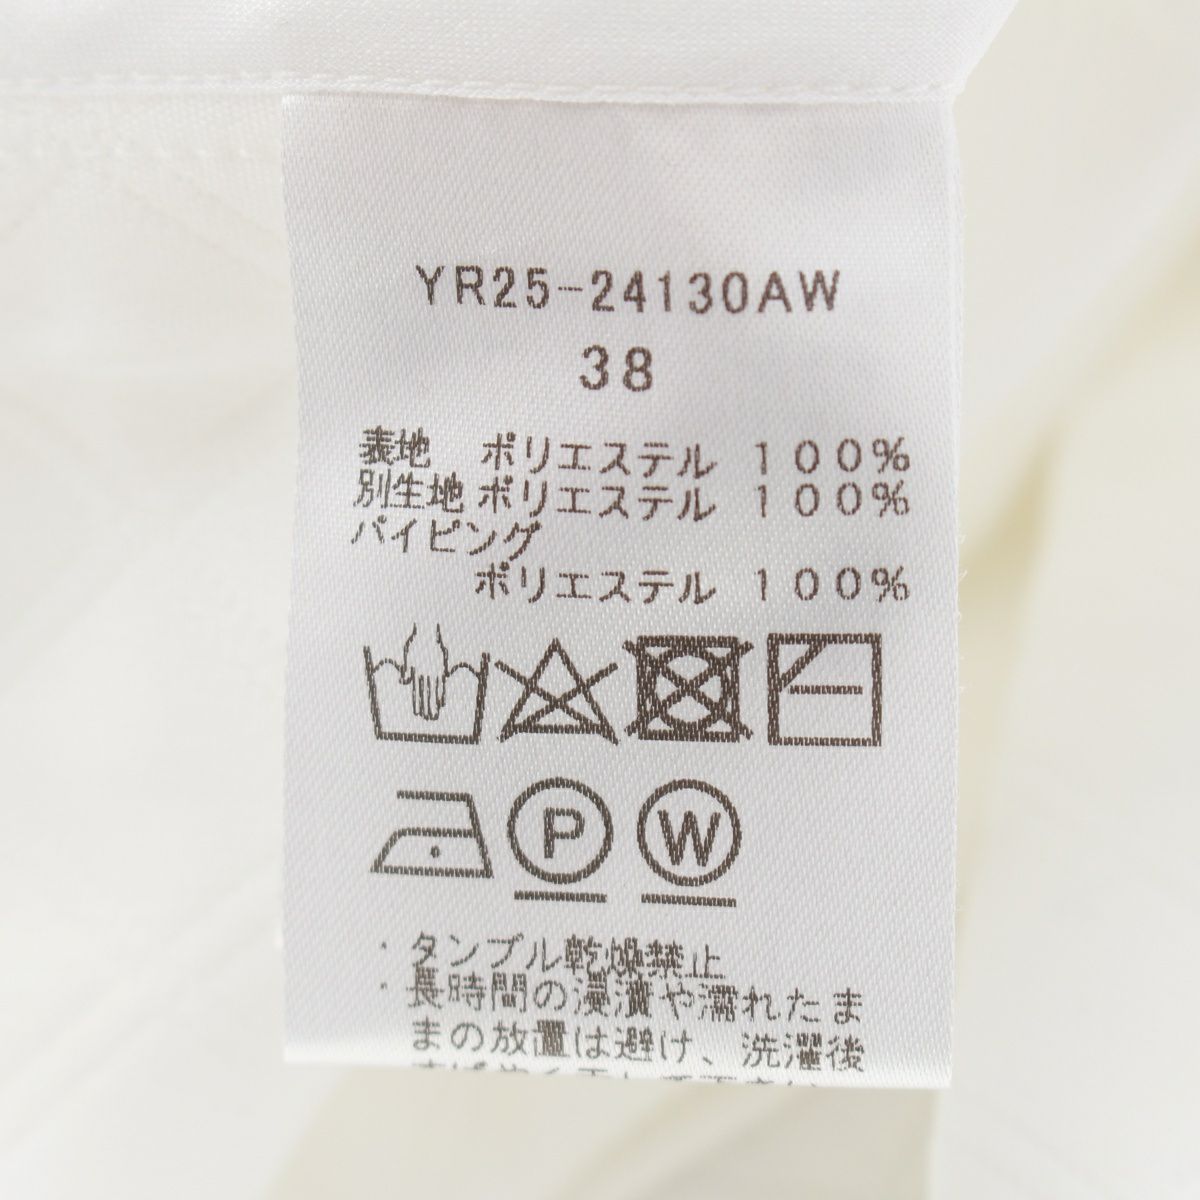 YR25-24130AW
38
表地 ポリエステル 100%
別生地 ポリエステル 100%
パイピング
ポリエステル 100%
P W
・タンブル乾燥禁止
・長時間の浸漬や濡れたま
まの放置は避け、洗濯後